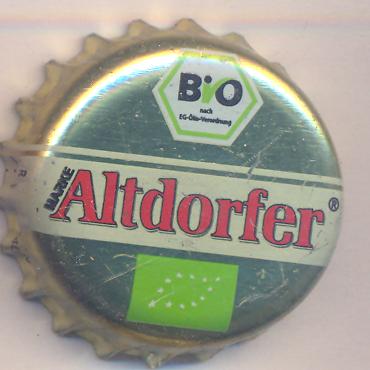 BiO
nach
EG-Öko-Verordnung
MARKE
Altdorfer®